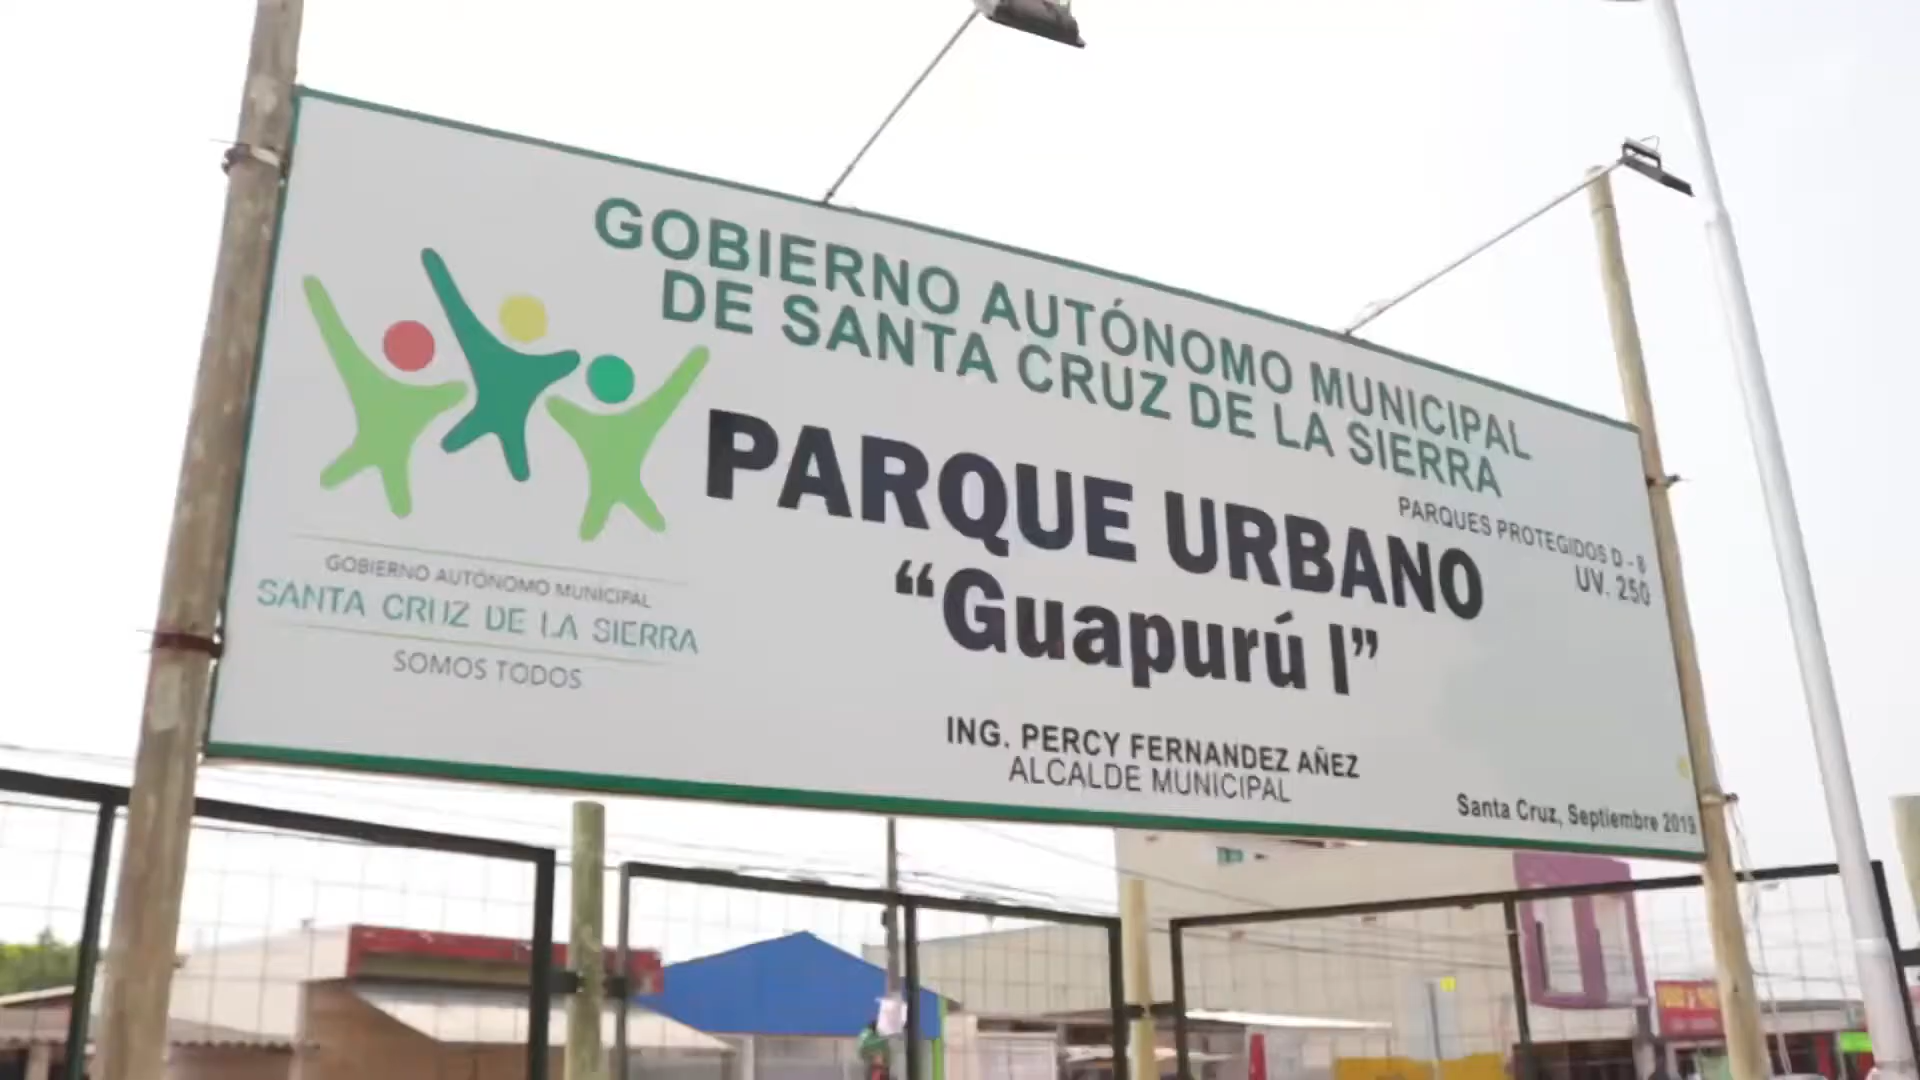 GOBIERNO AUTÓNOMO MUNICIPAL
DE SANTA CRUZ DE LA SIERRA
PARQUES PROTEGIDOS D - 8
UV. 250
PARQUE URBANO
“Guapurú I”
GOBIERNO AUTÓNOMO MUNICIPAL
SANTA CRUZ DE LA SIERRA
SOMOS TODOS
ING. PERCY FERNANDEZ AÑEZ
ALCALDE MUNICIPAL
Santa Cruz, Septiembre 2019